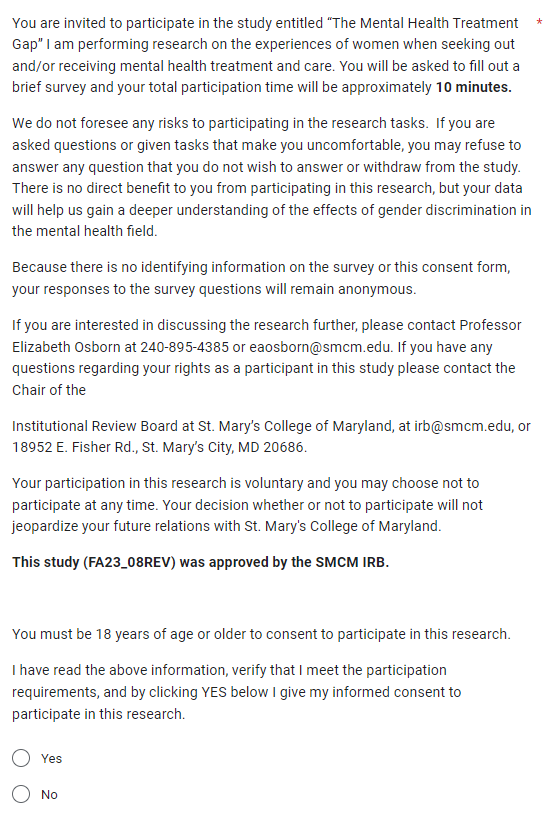 You are invited to participate in the study entitled “The Mental Health Treatment *
Gap” I am performing research on the experiences of women when seeking out
and/or receiving mental health treatment and care. You will be asked to fill out a
brief survey and your total participation time will be approximately 10 minutes.
We do not foresee any risks to participating in the research tasks.  If you are
asked questions or given tasks that make you uncomfortable, you may refuse to
answer any question that you do not wish to answer or withdraw from the study.
There is no direct benefit to you from participating in this research, but your data
will help us gain a deeper understanding of the effects of gender discrimination in
the mental health field.
Because there is no identifying information on the survey or this consent form,
your responses to the survey questions will remain anonymous.
If you are interested in discussing the research further, please contact Professor
Elizabeth Osborn at 240-895-4385 or eaosborn@smcm.edu. If you have any
questions regarding your rights as a participant in this study please contact the
Chair of the
Institutional Review Board at St. Mary’s College of Maryland, at irb@smcm.edu, or
18952 E. Fisher Rd., St. Mary’s City, MD 20686.
Your participation in this research is voluntary and you may choose not to
participate at any time. Your decision whether or not to participate will not
jeopardize your future relations with St. Mary's College of Maryland.
This study (FA23_08REV) was approved by the SMCM IRB.
You must be 18 years of age or older to consent to participate in this research.
I have read the above information, verify that I meet the participation
requirements, and by clicking YES below I give my informed consent to
participate in this research.
Yes
No